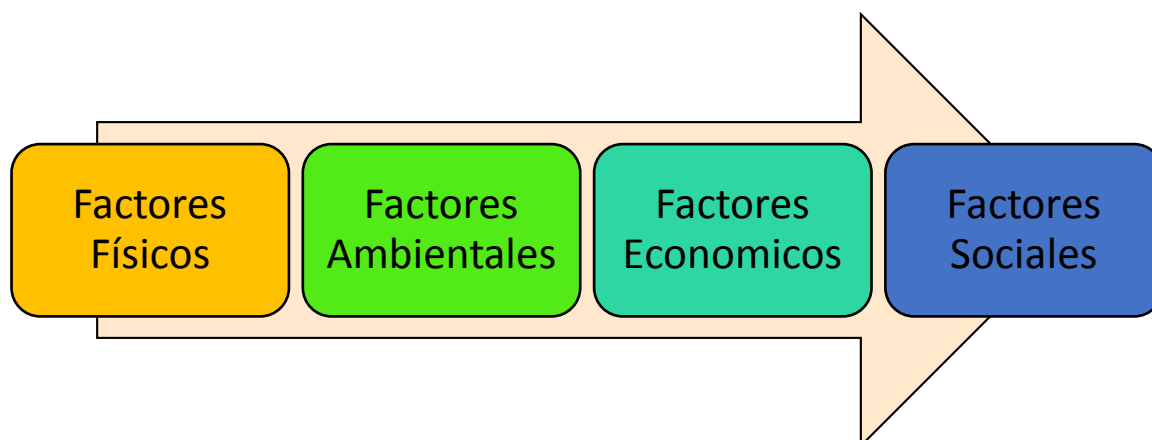 Factores
Físicos
Factores
Ambientales
Factores
Economicos
Factores
Sociales